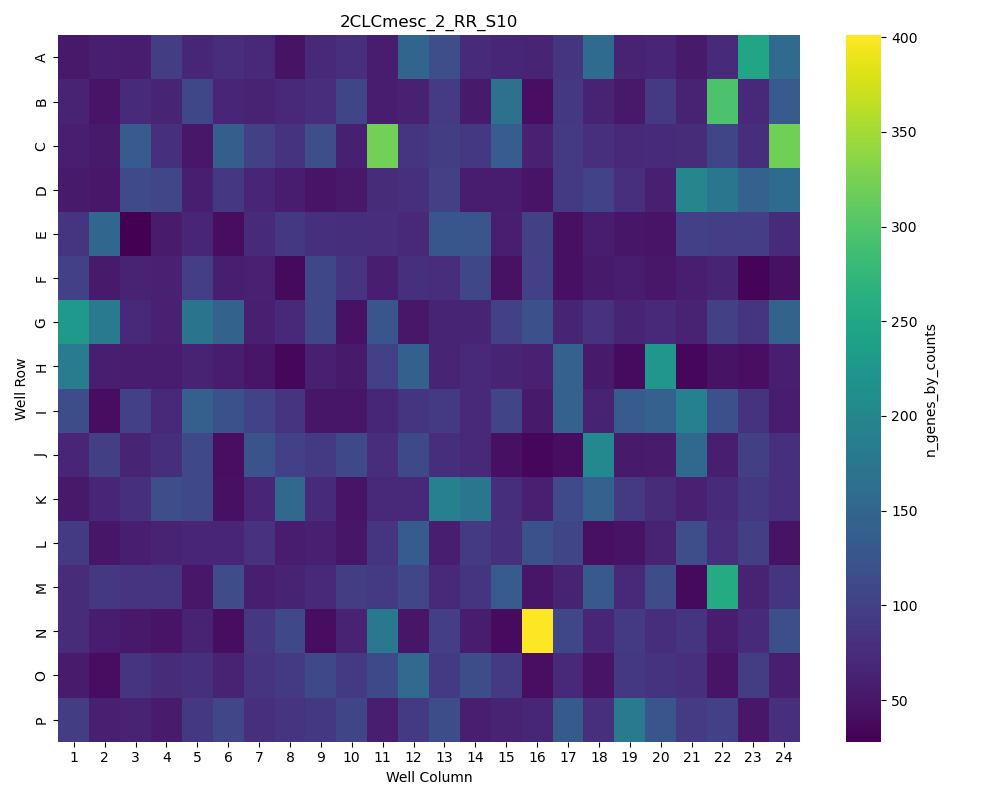 2CLCmesc_2_RR_S10
A
B
C
D
E
F
G
H
I
J
K
L
M
N
O
P
Well Row
1 2 3 4 5 6 7 8 9 10 11 12 13 14 15 16 17 18 19 20 21 22 23 24
Well Column
400
350
300
250
200
150
100
50
n_genes_by_counts